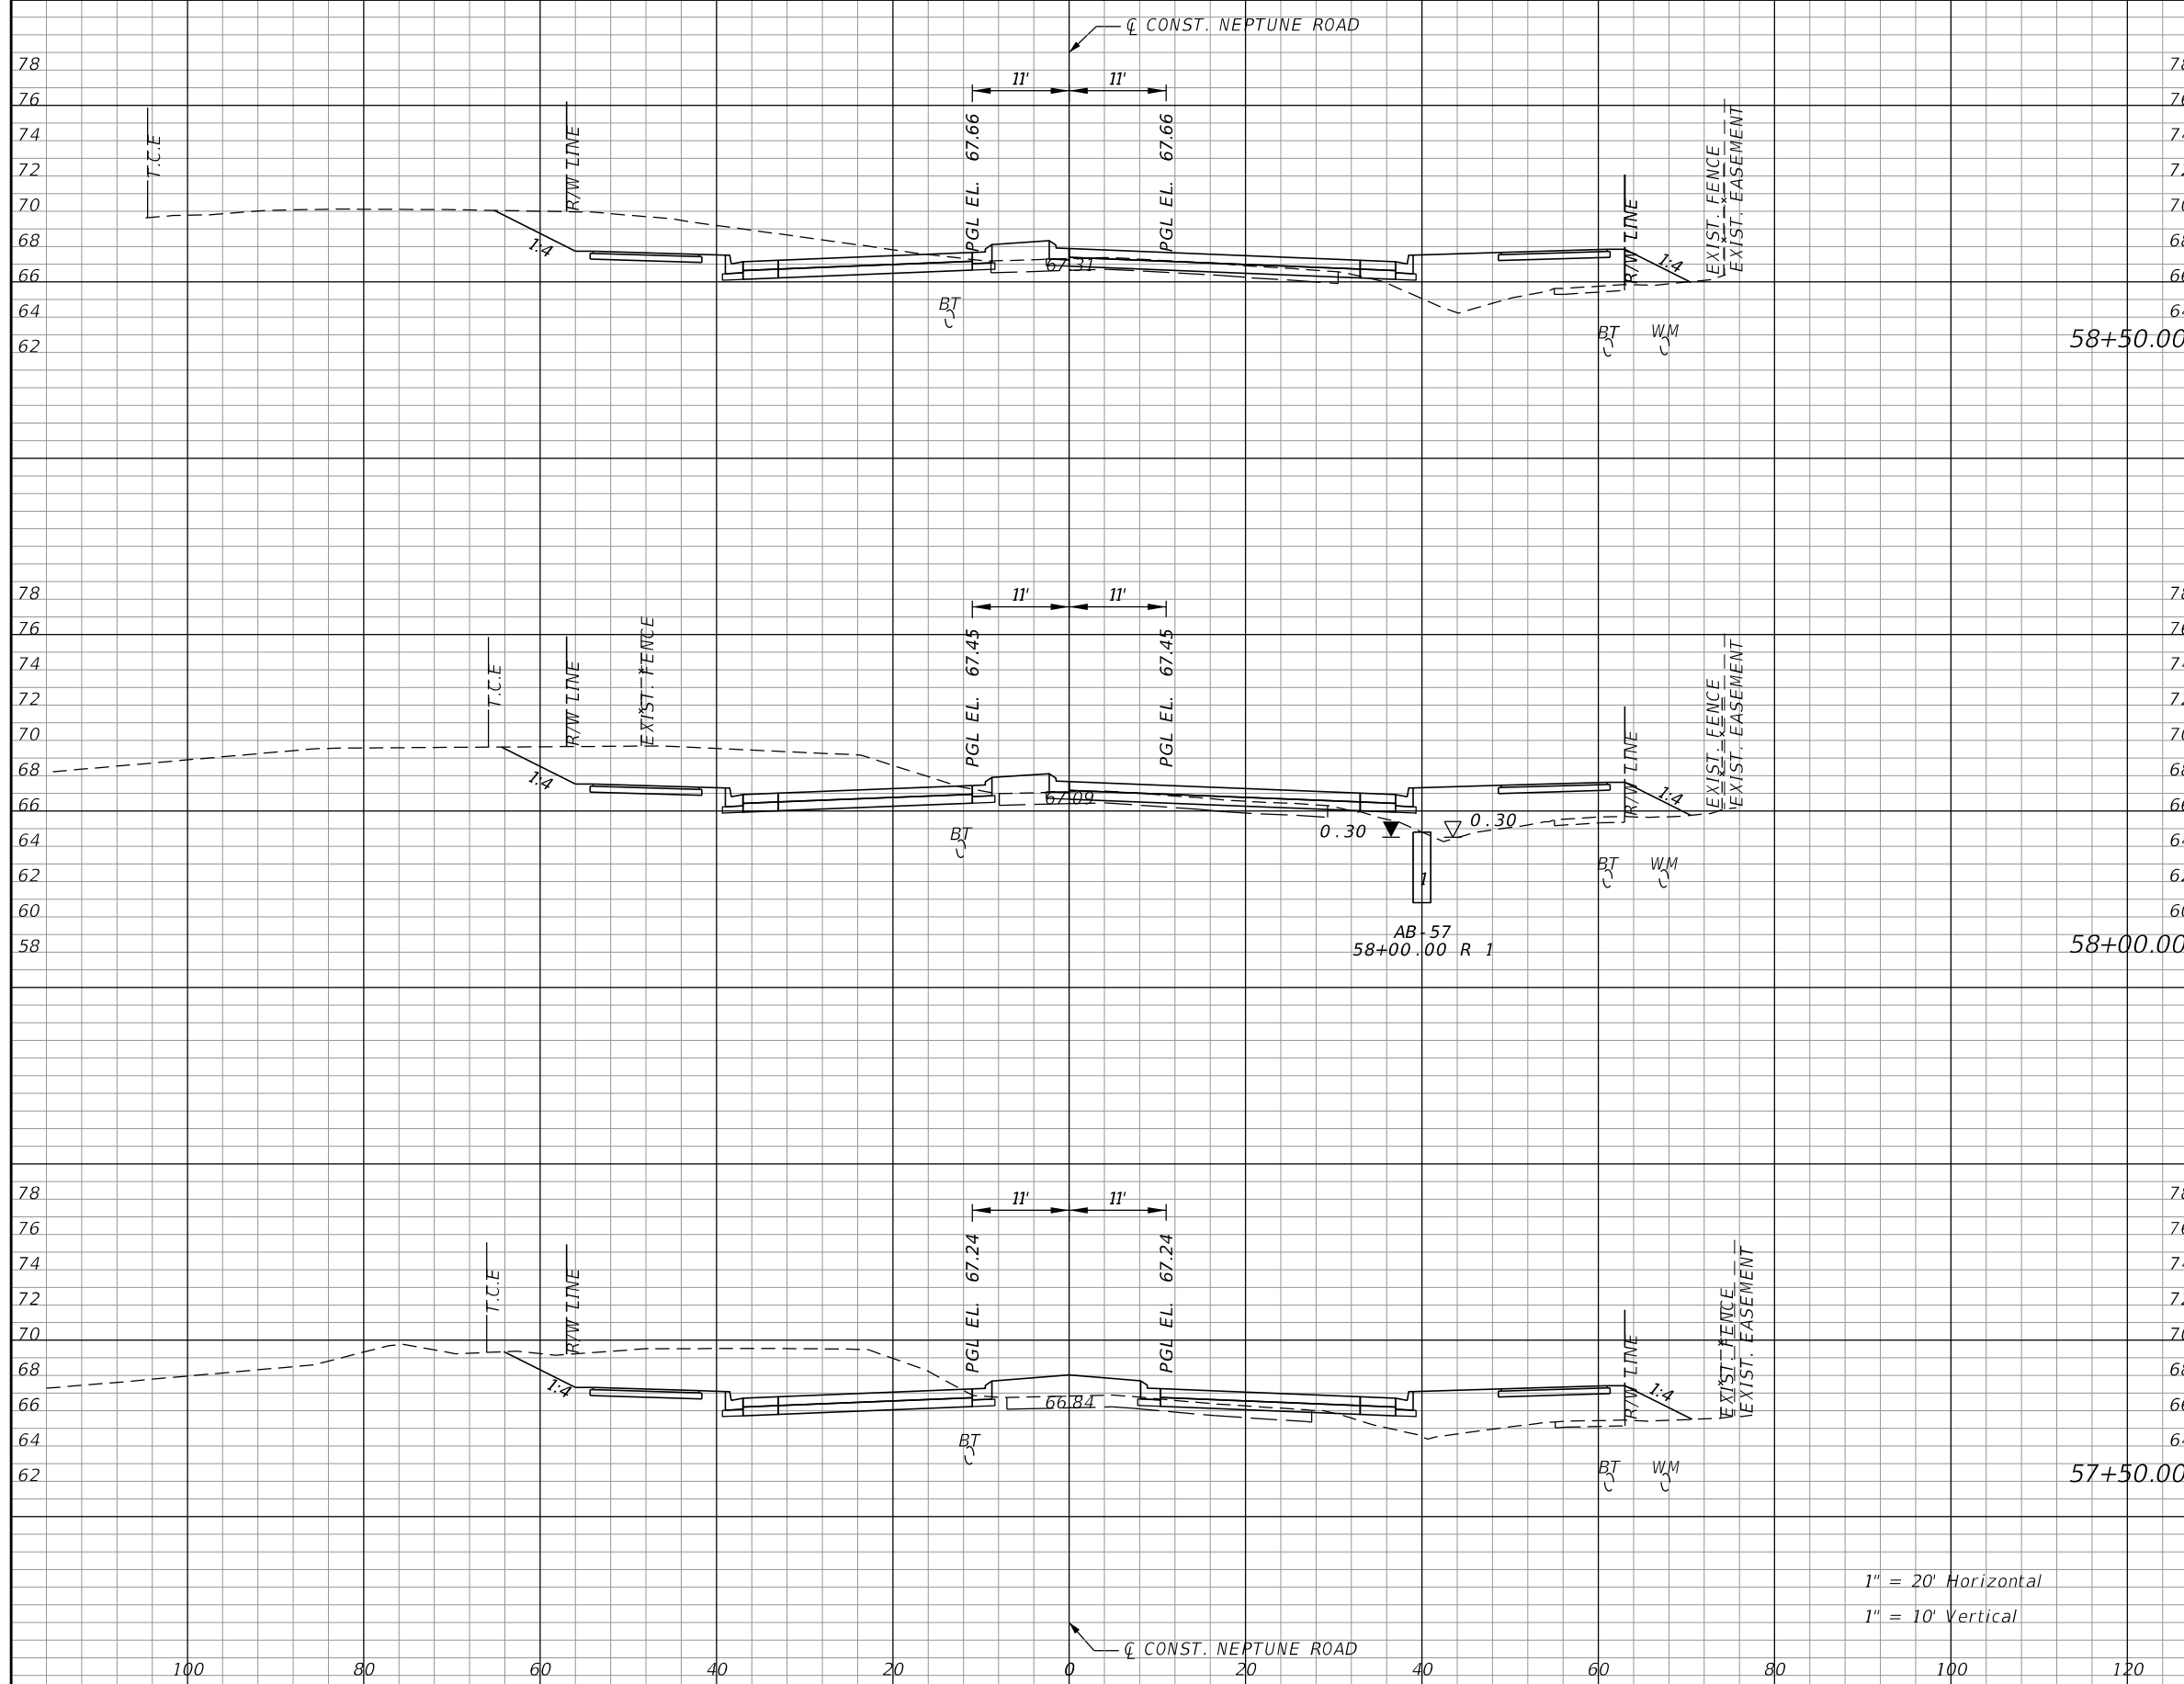 ℄ CONST. NEPTUNE ROAD
78
76
74
72
70
68
66
64
62
11' 11'
T.C.E
R/W LINE
PGL EL. 67.66
PGL EL. 67.66
R/W LINE
EXIST. FENCE
EXIST. EASEMENT
1:4
67.31
1:4
BT
BT
WM
58+50.00
78
76
74
72
70
68
66
64
62
60
58
11' 11'
T.C.E
R/W LINE
EXIST. FENCE
PGL EL. 67.45
PGL EL. 67.45
R/W LINE
EXIST. FENCE
EXIST. EASEMENT
1:4
67.09
1:4
BT
0.30
0.30
BT
WM
1
AB-57
58+00.00 R 1
58+00.00
78
76
74
72
70
68
66
64
62
11' 11'
T.C.E
R/W LINE
PGL EL. 67.24
PGL EL. 67.24
R/W LINE
EXIST. FENCE
EXIST. EASEMENT
1:4
66.84
1:4
BT
BT
WM
57+50.00
1" = 20' Horizontal
1" = 10' Vertical
℄ CONST. NEPTUNE ROAD
100 80 60 40 20 0 20 40 60 80 100 120